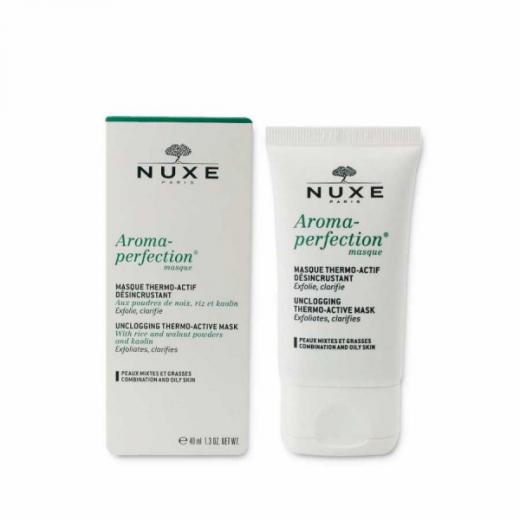 NUXE
PARIS
Aroma-
perfection®
masque
MASQUE THERMO-ACTIF
DÉSINCRUSTANT
Aux poudres de noix, riz et kaolin
Exfolie, clarifie
UNCLOGGING THERMO-ACTIVE MASK
With rice and walnut powders
and kaolin
Exfoliates, clarifies
PEAUX MIXTES ET GRASSES
COMBINATION AND OILY SKIN
℮ 40 ml 1.3 OZ. NET WT.
NUXE
PARIS
Aroma-
perfection®
masque
MASQUE THERMO-ACTIF
DÉSINCRUSTANT
Exfolie, clarifie
UNCLOGGING
THERMO-ACTIVE MASK
Exfoliates, clarifies
PEAUX MIXTES ET GRASSES
COMBINATION AND OILY SKIN